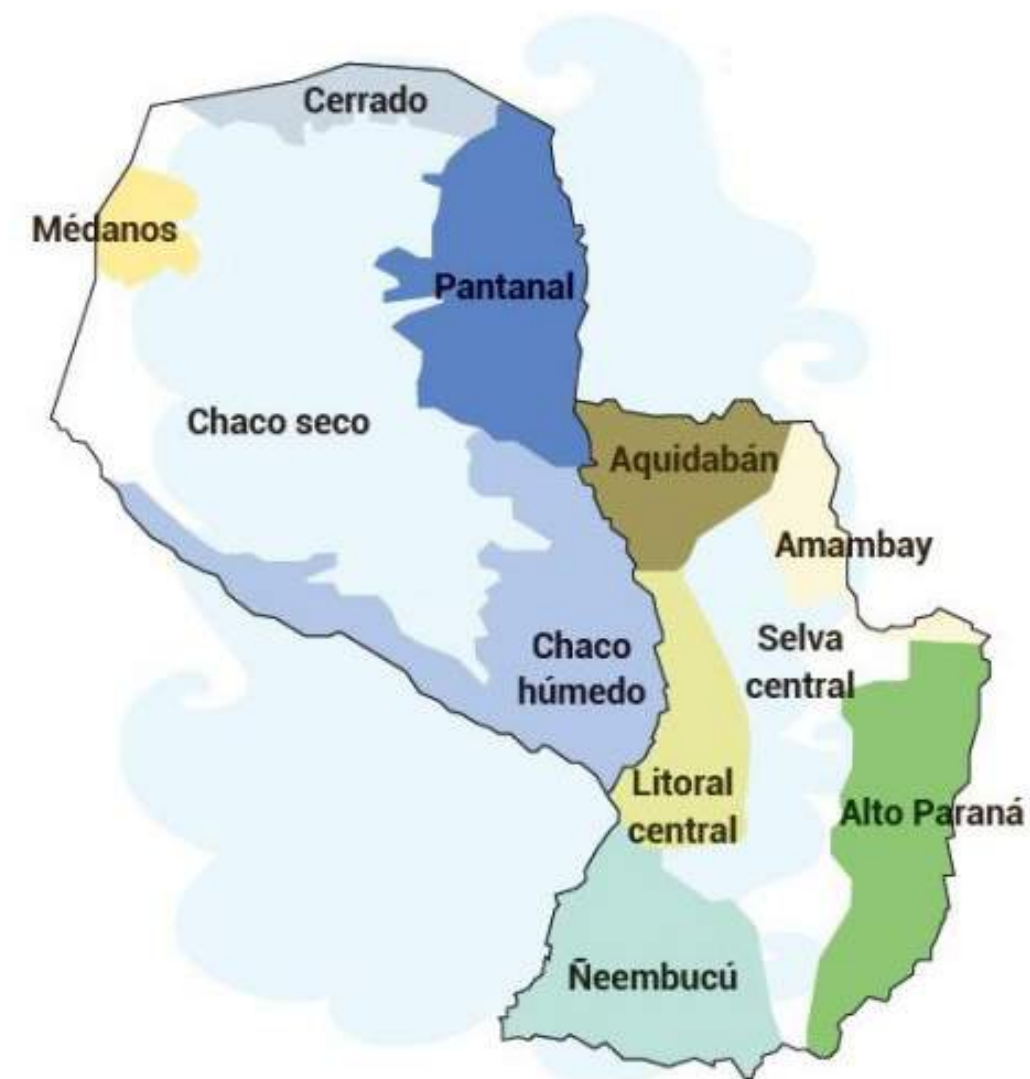 Cerrado
Médanos
Pantanal
Chaco seco
Aquidabán
Amambay
Selva
central
Chaco
húmedo
Litoral
central
Alto Paraná
Ñeembucú